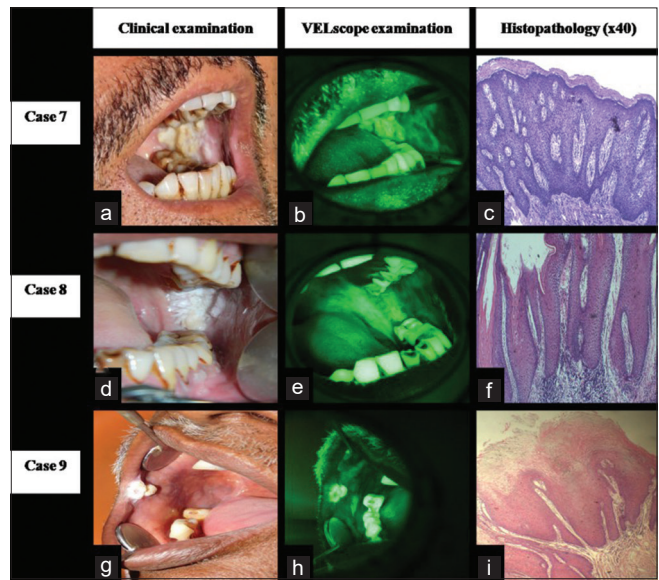 Clinical examination VELscope examination Histopathology (x40)
Case 7
a b c
Case 8
d e f
Case 9
g h i